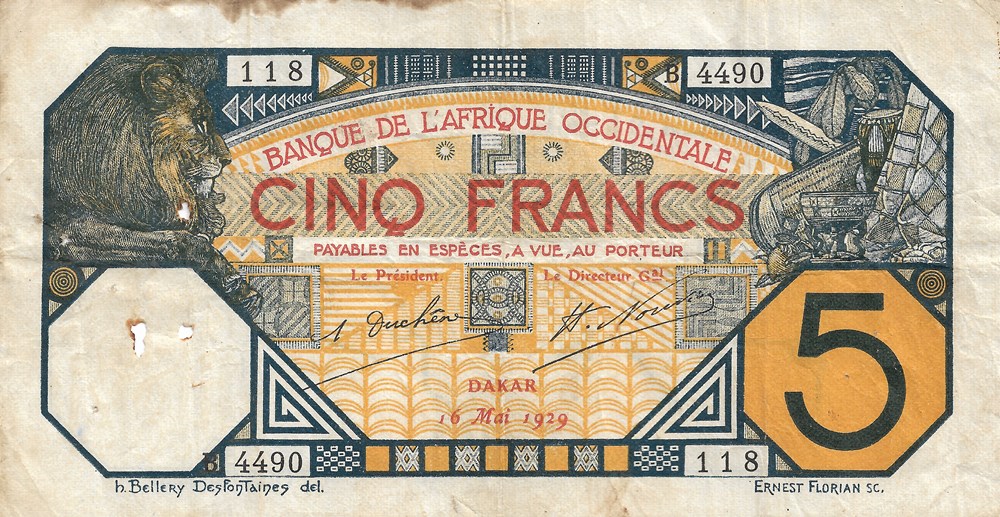 118
B 4490
BANQUE DE L'AFRIQUE OCCIDENTALE
CINQ FRANCS
PAYABLES EN ESPÈCES, A VUE, AU PORTEUR
Le Président. Le Directeur Gᵃˡ
A Duchêne
DAKAR
16 Mai 1929
5
B 4490
118
h. Bellery Desfontaines del.
ERNEST FLORIAN SC.